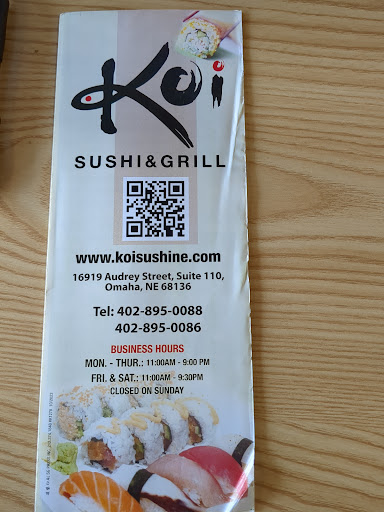 Koi
SUSHI & GRILL
www.koisushine.com
16919 Audrey Street, Suite 110,
Omaha, NE 68136
Tel: 402-895-0088
402-895-0086
BUSINESS HOURS
MON. - THUR.: 11:00AM - 9:00 PM
FRI. & SAT.: 11:00AM - 9:30PM
CLOSED ON SUNDAY